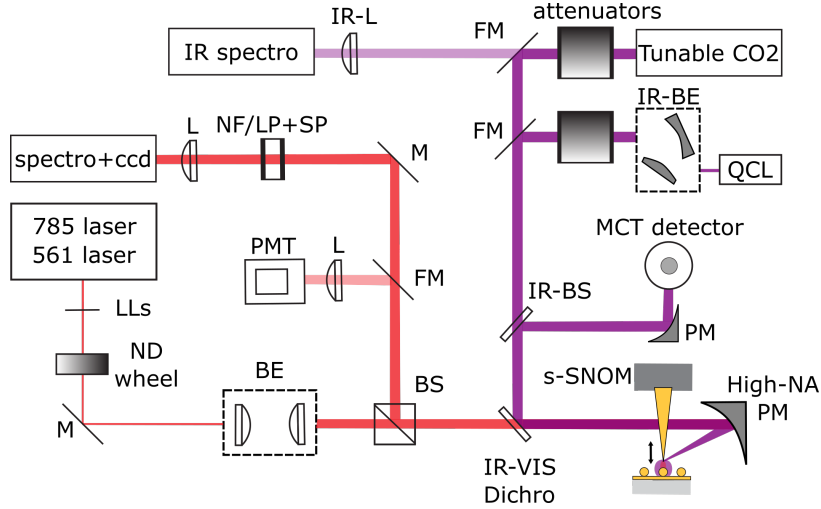 IR-L
FM
attenuators
IR spectro
Tunable CO2
IR-BE
L
NF/LP+SP
M
FM
spectro+ccd
QCL
785 laser
561 laser
MCT detector
PMT
L
FM
IR-BS
LLs
PM
ND
wheel
BE
BS
s-SNOM
High-NA
PM
M
IR-VIS
Dichro